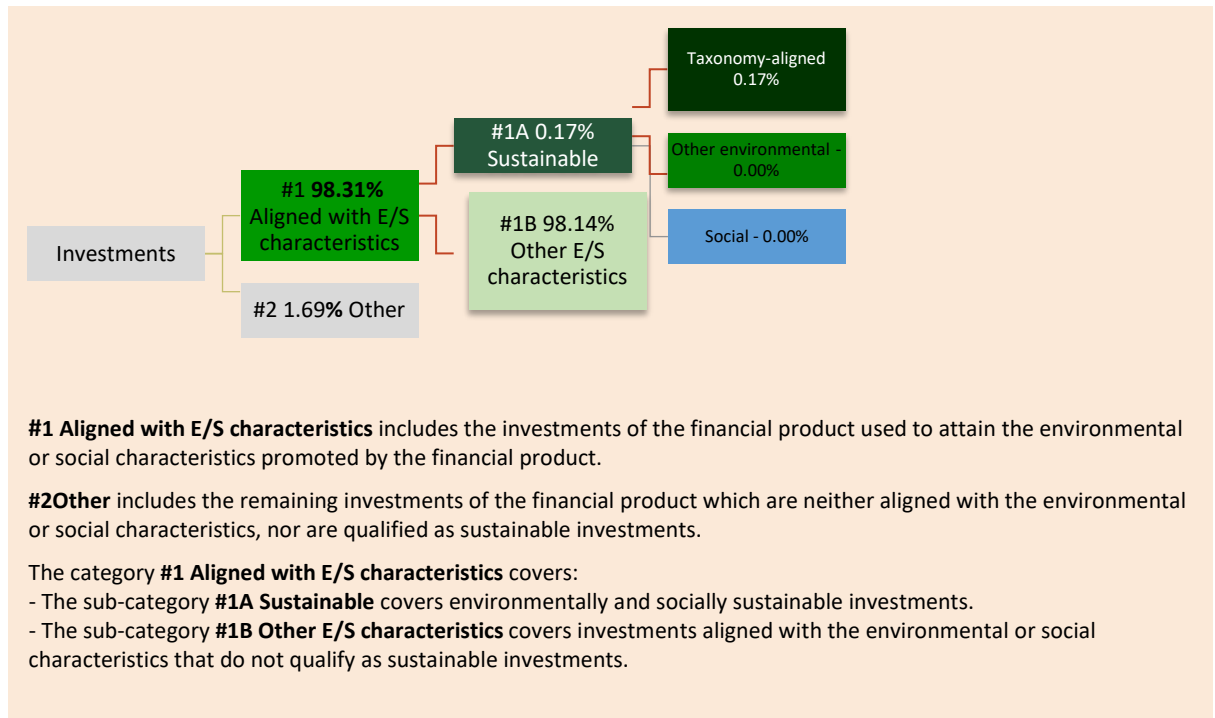 Taxonomy-aligned
0.17%
#1A 0.17%
Sustainable
Other environmental -
0.00%
#1 98.31%
Aligned with E/S
characteristics
#1B 98.14%
Other E/S
characteristics
Social - 0.00%
Investments
#2 1.69% Other
#1 Aligned with E/S characteristics includes the investments of the financial product used to attain the environmental
or social characteristics promoted by the financial product.
#2Other includes the remaining investments of the financial product which are neither aligned with the environmental
or social characteristics, nor are qualified as sustainable investments.
The category #1 Aligned with E/S characteristics covers:
- The sub-category #1A Sustainable covers environmentally and socially sustainable investments.
- The sub-category #1B Other E/S characteristics covers investments aligned with the environmental or social
characteristics that do not qualify as sustainable investments.